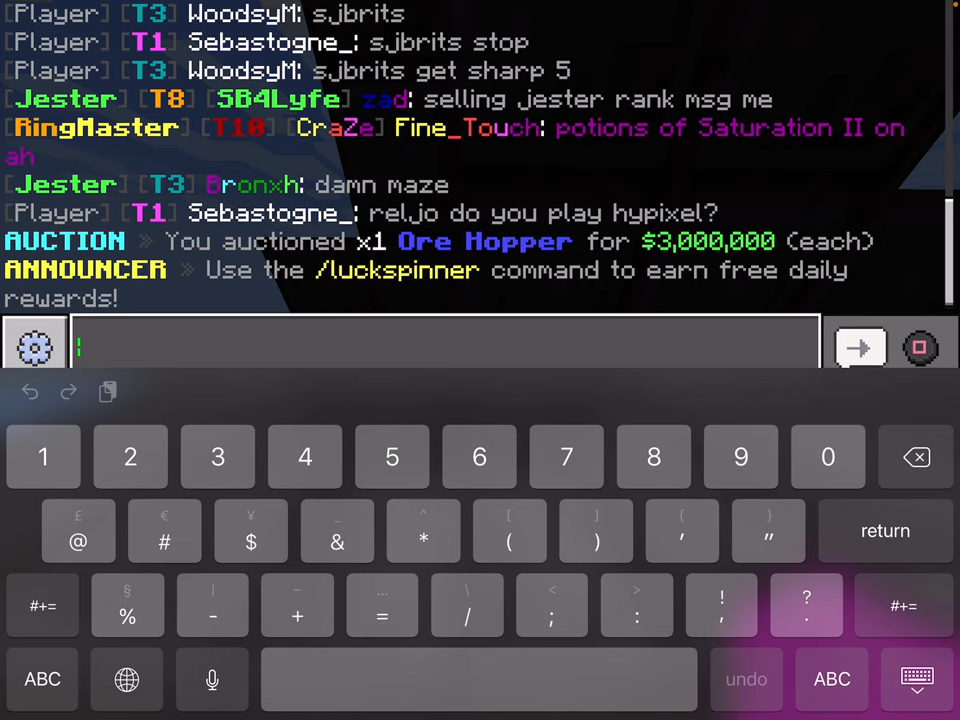 [Player] [T3] WoodsyM: sjbrits
[Player] [T1] Sebastogne_: sjbrits stop
[Player] [T3] WoodsyM: sjbrits get sharp 5
[Jester] [T8] [SB4Lyfe] zad: selling jester rank msg me
[RingMaster] [T10] [CraZe] Fine_Touch: potions of Saturation II on
ah
[Jester] [T3] Bronxh: damn maze
[Player] [T1] Sebastogne_: reljo do you play hypixel?
AUCTION » You auctioned x1 Ore Hopper for $3,000,000 (each)
ANNOUNCER » Use the /luckspinner command to earn free daily
rewards!
1 2 3 4 5 6 7 8 9 0
£ € ¥ _ ^ [ ] { }
@ # $ & * ( ) ' " return
§ | ~ … \ < > ! ?
#+= % - + = / ; : , . #+=
ABC undo ABC